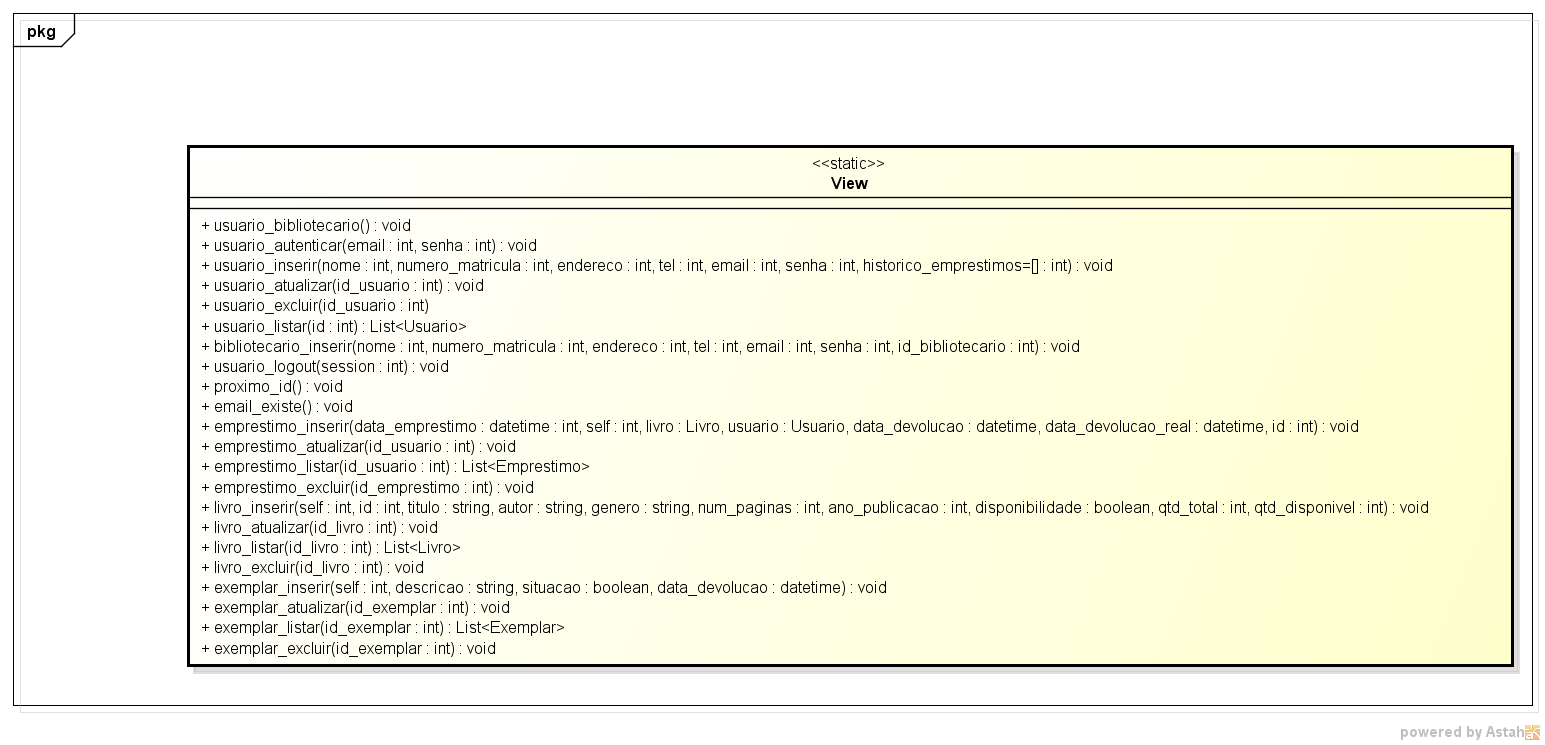 pkg
<<static>>
View
+ usuario_bibliotecario() : void
+ usuario_autenticar(email : int, senha : int) : void
+ usuario_inserir(nome : int, numero_matricula : int, endereco : int, tel : int, email : int, senha : int, historico_emprestimos=[] : int) : void
+ usuario_atualizar(id_usuario : int) : void
+ usuario_excluir(id_usuario : int)
+ usuario_listar(id : int) : List<Usuario>
+ bibliotecario_inserir(nome : int, numero_matricula : int, endereco : int, tel : int, email : int, senha : int, id_bibliotecario : int) : void
+ usuario_logout(session : int) : void
+ proximo_id() : void
+ email_existe() : void
+ emprestimo_inserir(data_emprestimo : datetime : int, self : int, livro : Livro, usuario : Usuario, data_devolucao : datetime, data_devolucao_real : datetime, id : int) : void
+ emprestimo_atualizar(id_usuario : int) : void
+ emprestimo_listar(id_usuario : int) : List<Emprestimo>
+ emprestimo_excluir(id_emprestimo : int) : void
+ livro_inserir(self : int, id : int, titulo : string, autor : string, genero : string, num_paginas : int, ano_publicacao : int, disponibilidade : boolean, qtd_total : int, qtd_disponivel : int) : void
+ livro_atualizar(id_livro : int) : void
+ livro_listar(id_livro : int) : List<Livro>
+ livro_excluir(id_livro : int) : void
+ exemplar_inserir(self : int, descricao : string, situacao : boolean, data_devolucao : datetime) : void
+ exemplar_atualizar(id_exemplar : int) : void
+ exemplar_listar(id_exemplar : int) : List<Exemplar>
+ exemplar_excluir(id_exemplar : int) : void
powered by Astah